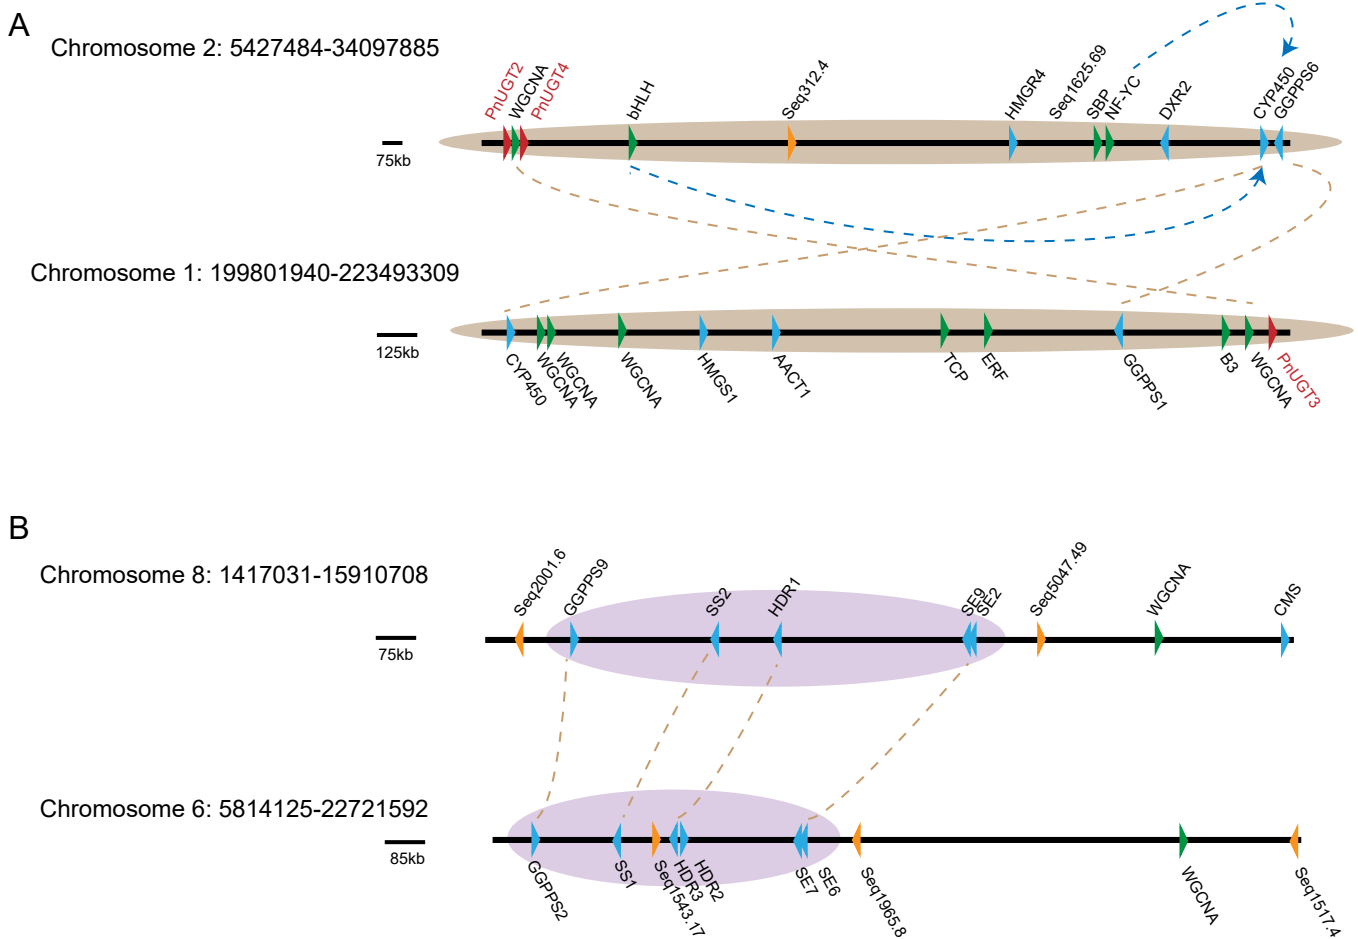 A
Chromosome 2: 5427484-34097885
PnUGT2
WGCNA
PnUGT4
bHLH
Seq312.4
HMGR4
Seq1625.69
SBP
NF-YC
DXR2
CYP450
GGPPS6
75kb
Chromosome 1: 199801940-223493309
125kb
CYP450
WGCNA
WGCNA
WGCNA
HMGS1
AACT1
TCP
ERF
GGPPS1
B3
WGCNA
PnUGT3
B
Chromosome 8: 1417031-15910708
Seq2001.6
GGPPS9
SS2
HDR1
SE9
SE2
Seq5047.49
WGCNA
CMS
75kb
Chromosome 6: 5814125-22721592
85kb
GGPPS2
SS1
Seq1543.17
HDR3
HDR2
SE7
SE6
Seq1965.8
WGCNA
Seq1517.4